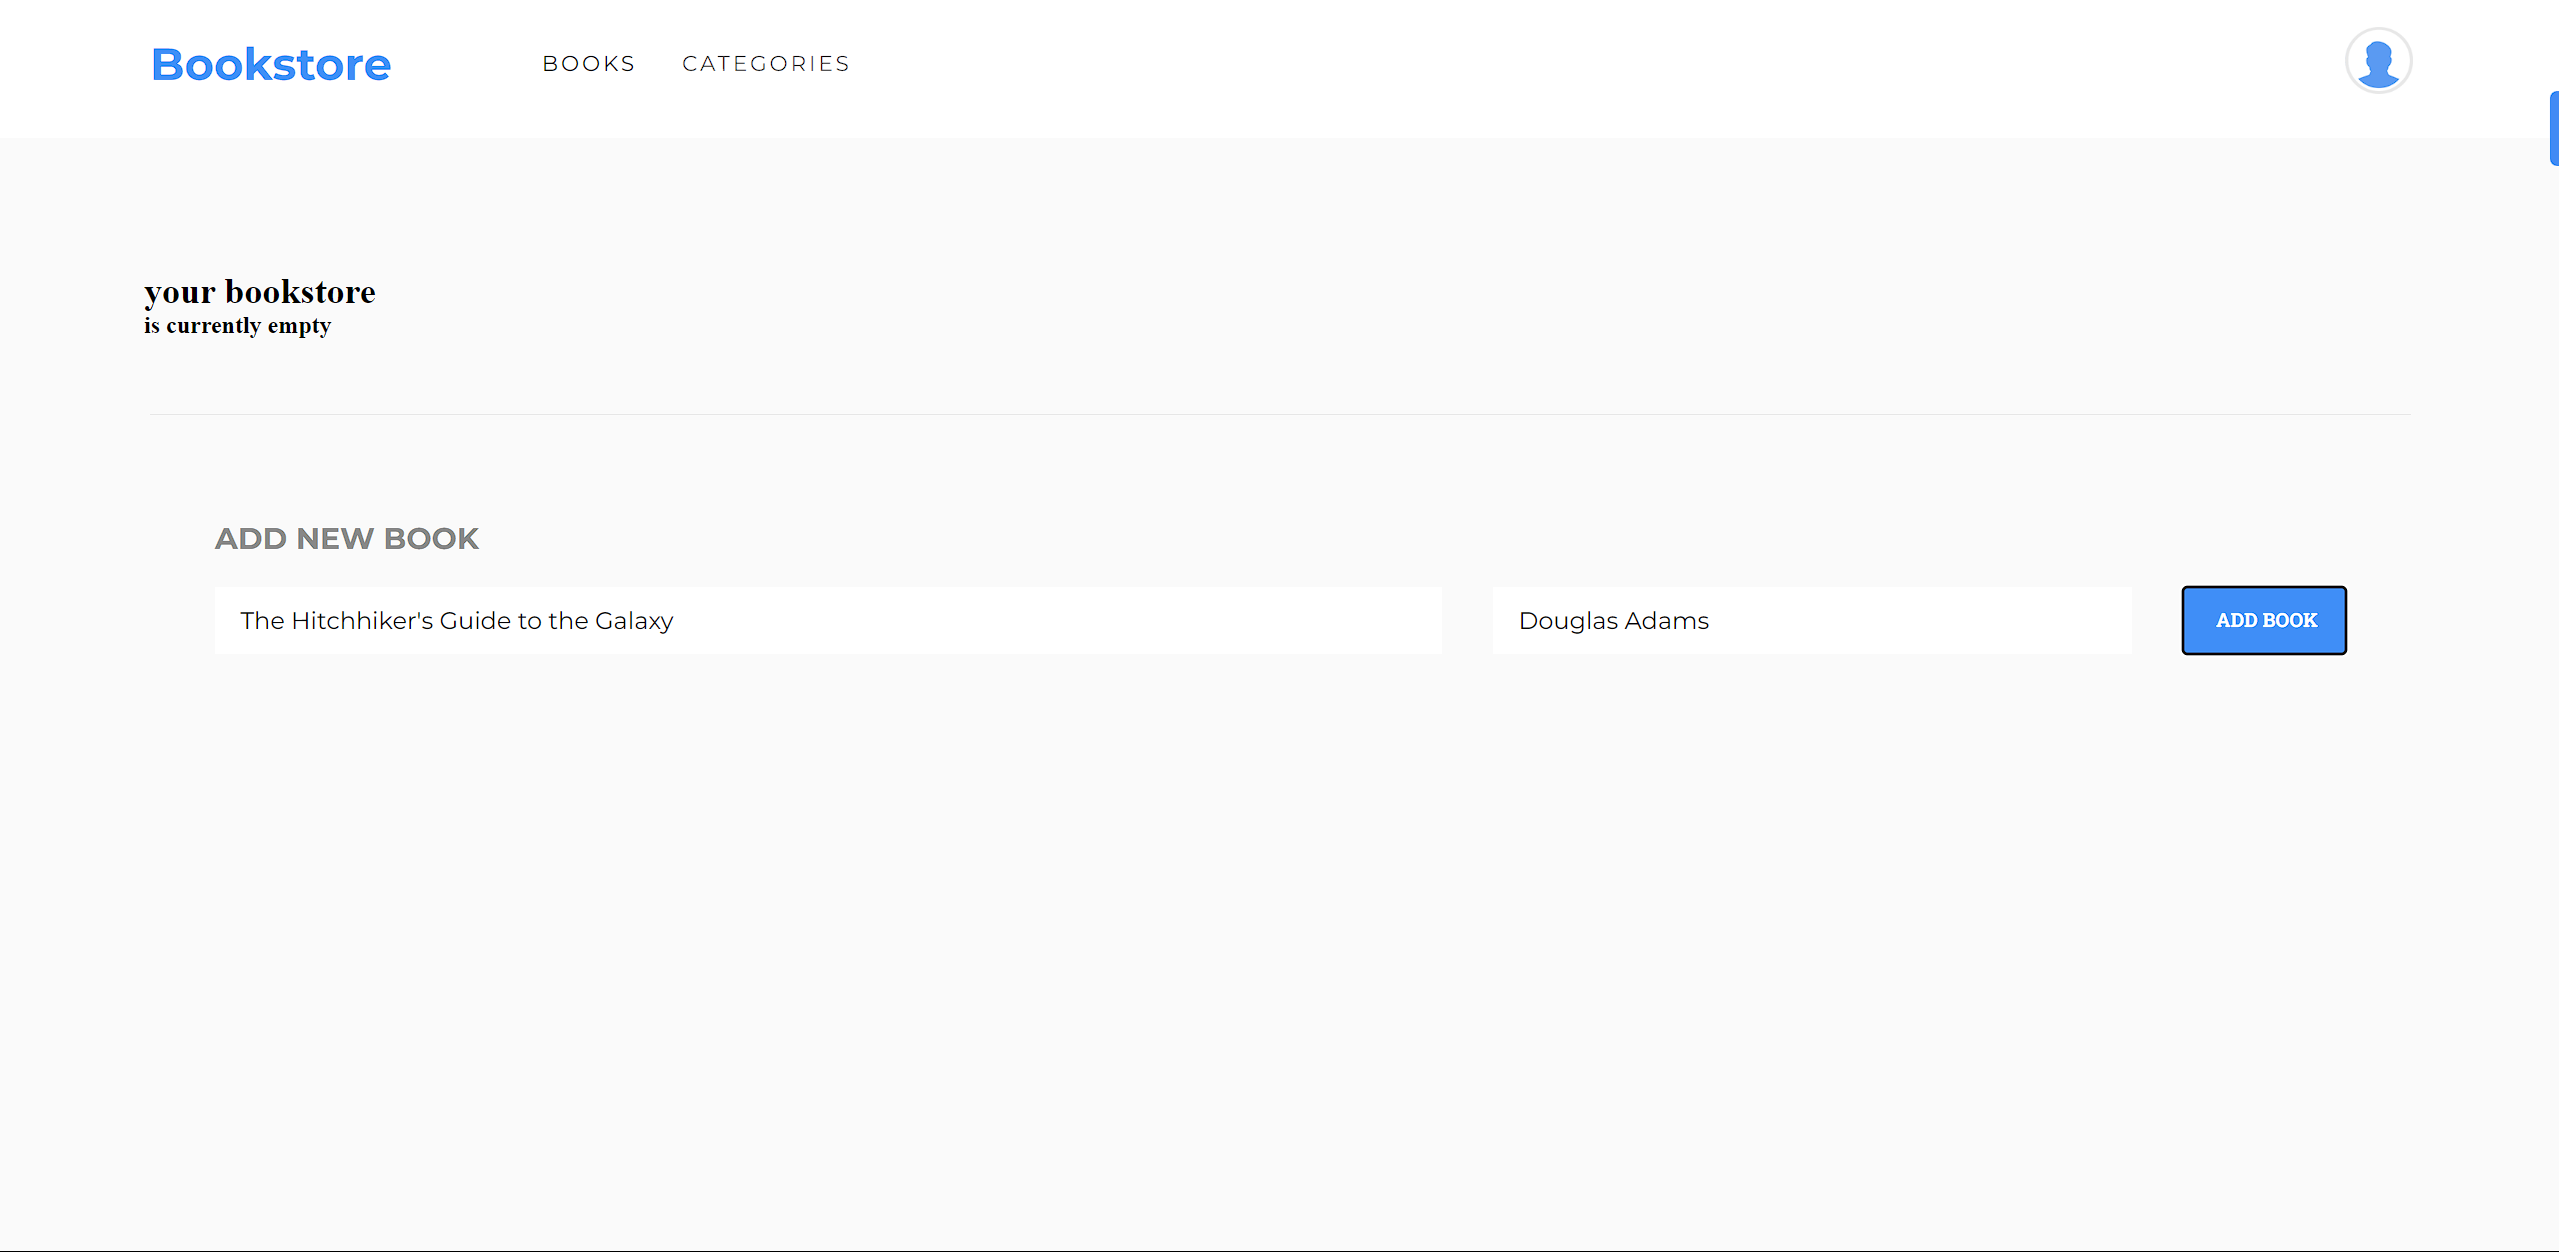 Bookstore
BOOKS
CATEGORIES
your bookstore
is currently empty
ADD NEW BOOK
The Hitchhiker's Guide to the Galaxy
Douglas Adams
ADD BOOK